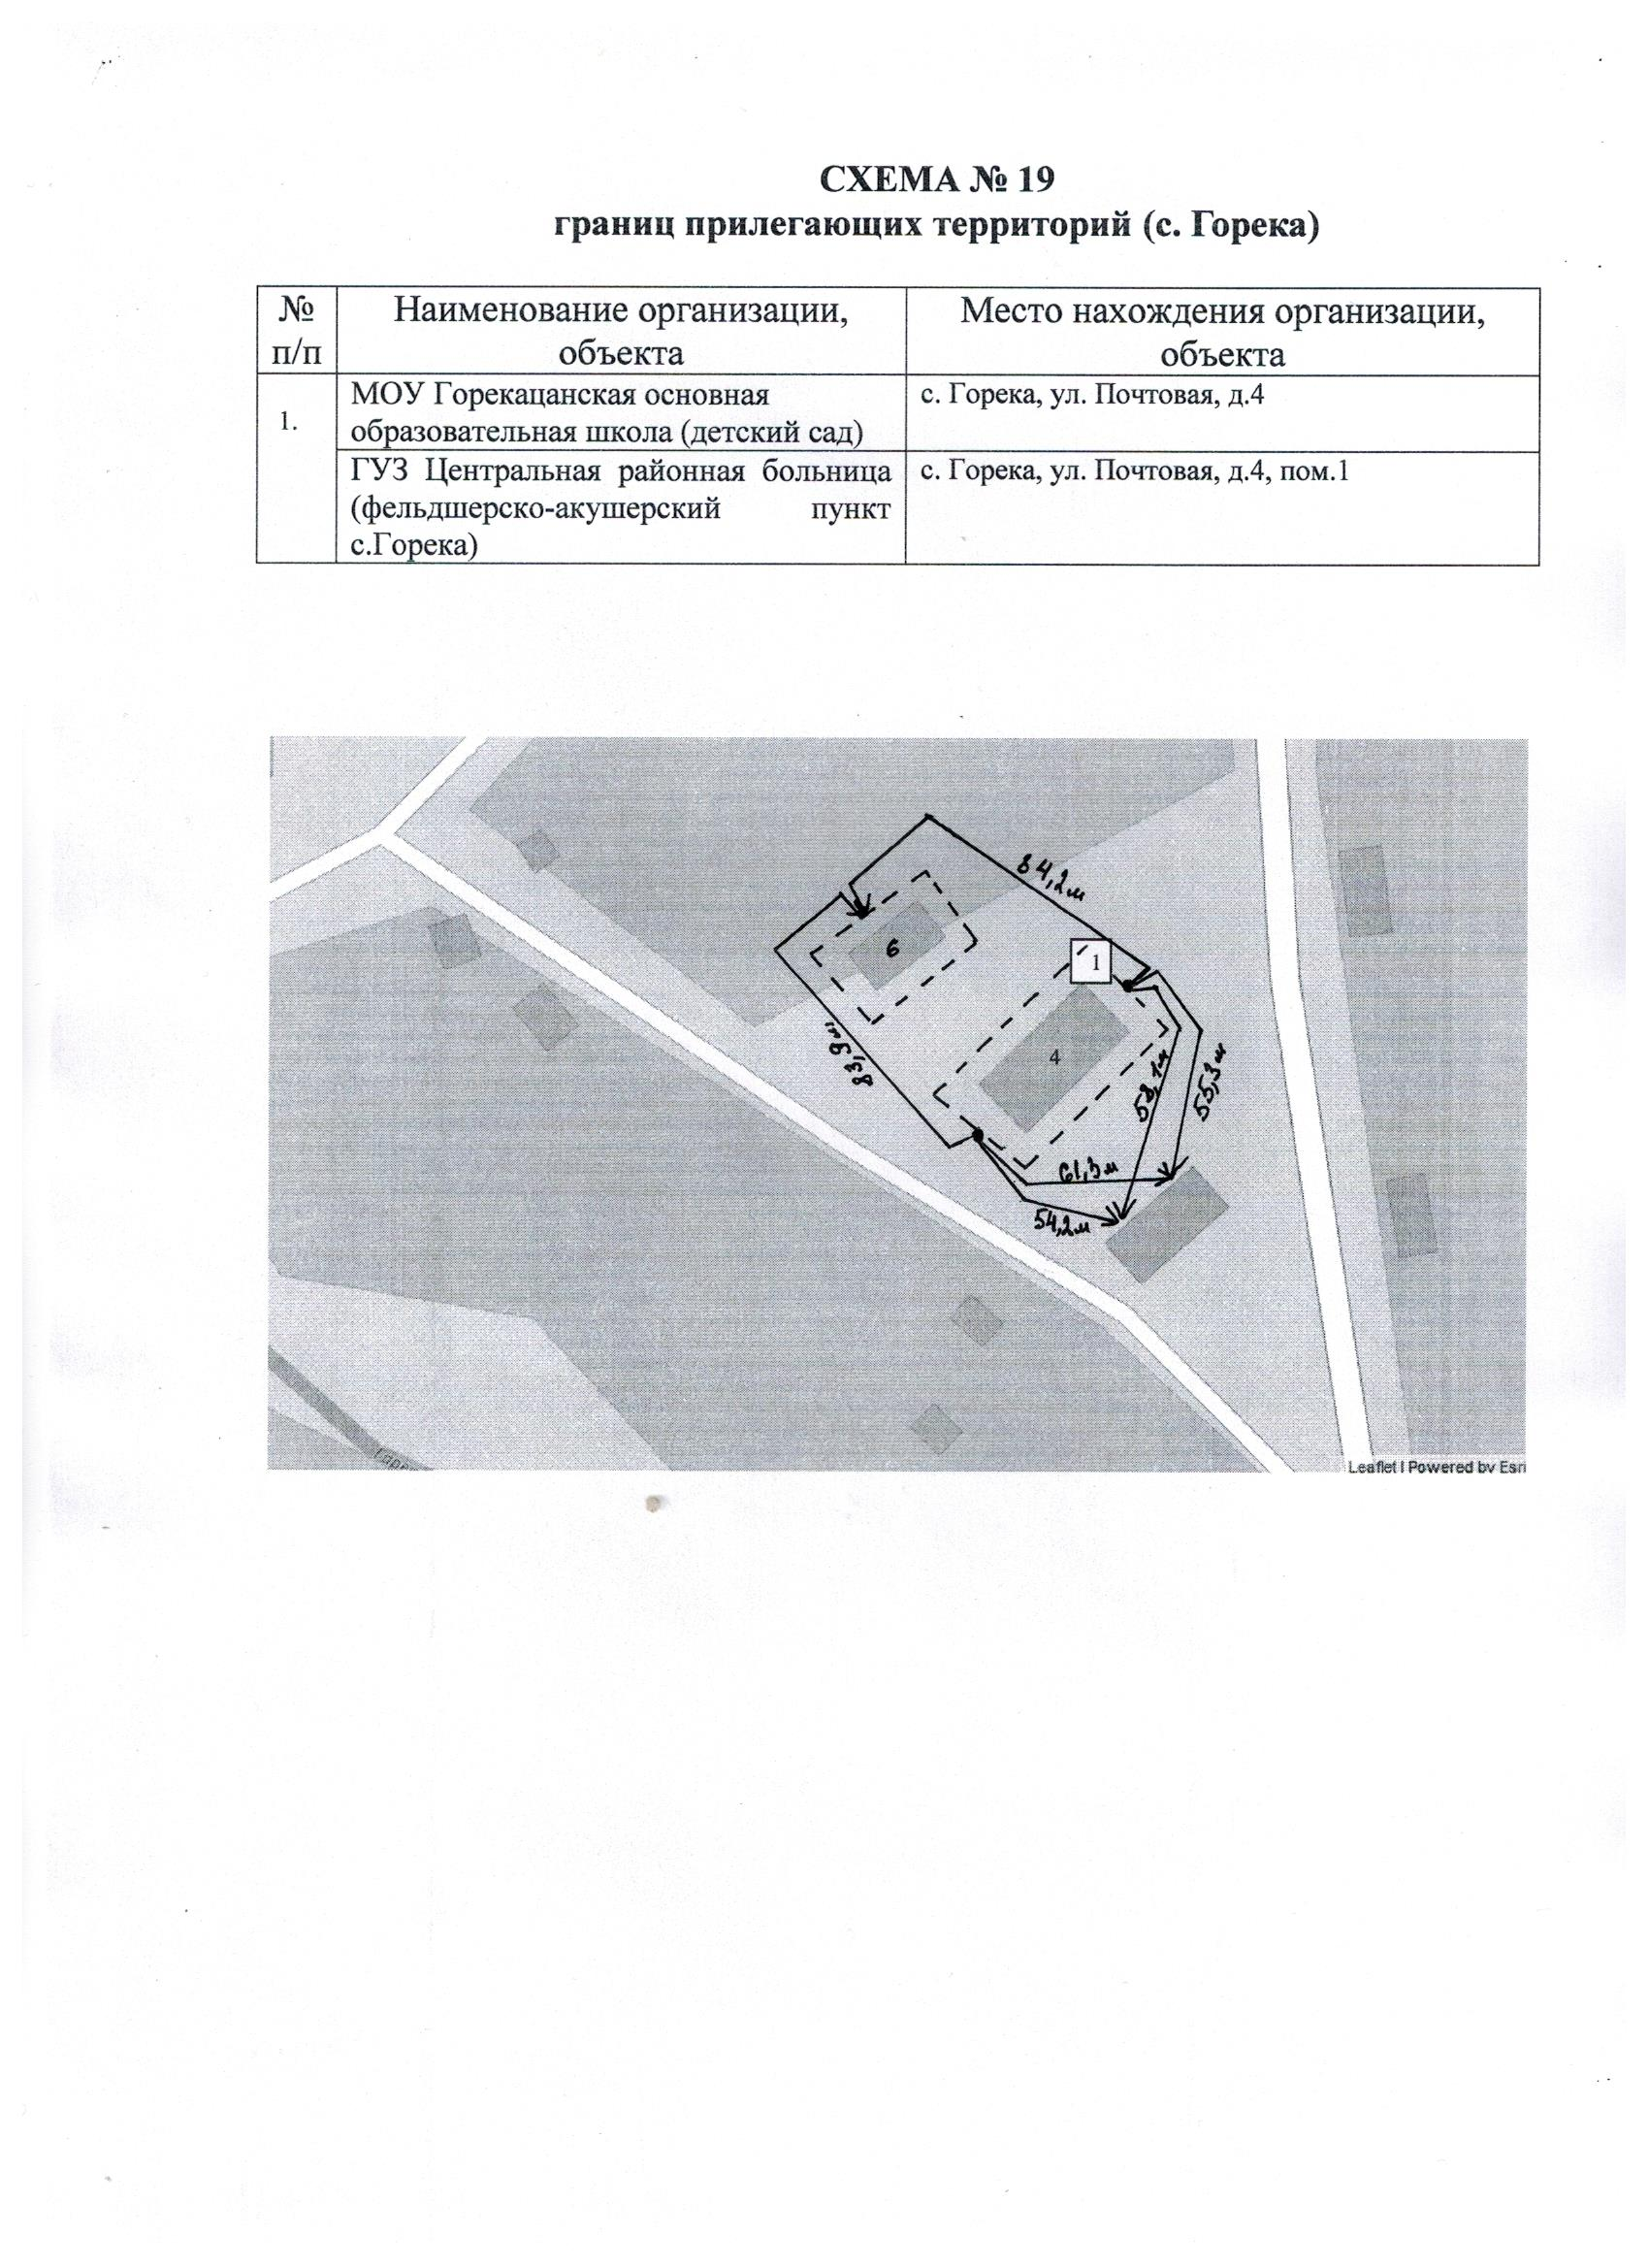 СХЕМА № 19
границ прилегающих территорий (с. Горека)
№ п/п
Наименование организации, объекта
Место нахождения организации, объекта
1.
МОУ Горекацанская основная
образовательная школа (детский сад)
с. Горека, ул. Почтовая, д.4
ГУЗ Центральная районная больница
(фельдшерско-акушерский пункт
с.Горека)
с. Горека, ул. Почтовая, д.4, пом.1
84,2м
6
1
83,9м
4
58,1м
55,3м
61,3м
54,2м
Leaflet | Powered by Esri